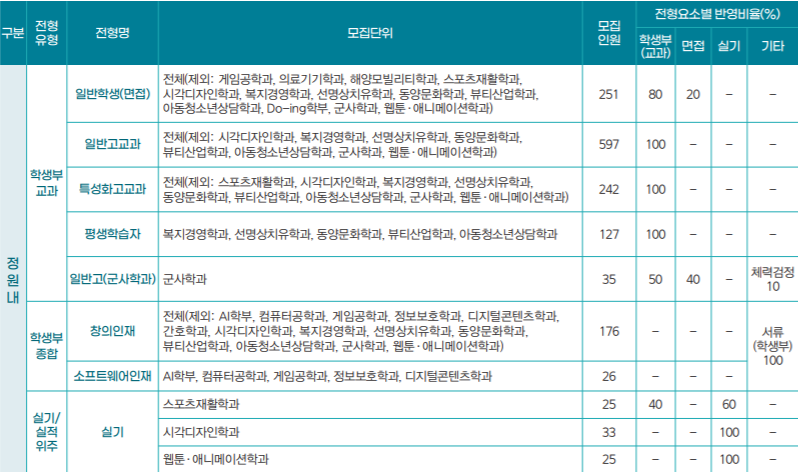 구분 전형유형 전형명 모집단위 모집인원 전형요소별 반영비율(%)
학생부(교과) 면접 실기 기타
정원내
학생부교과
일반학생(면접) 전체(제외: 게임공학과, 의료기기학과, 해양모빌리티학과, 스포츠재활학과,
시각디자인학과, 복지경영학과, 선명상치유학과, 동양문화학과, 뷰티산업학과,
아동청소년상담학과, Do-ing학부, 군사학과, 웹툰·애니메이션학과) 251 80 20 – –
일반고교과 전체(제외: 시각디자인학과, 복지경영학과, 선명상치유학과, 동양문화학과,
뷰티산업학과, 아동청소년상담학과, 군사학과, 웹툰·애니메이션학과) 597 100 – – –
특성화고교과 전체(제외: 스포츠재활학과, 시각디자인학과, 복지경영학과, 선명상치유학과,
동양문화학과, 뷰티산업학과, 아동청소년상담학과, 군사학과, 웹툰·애니메이션학과) 242 100 – – –
평생학습자 복지경영학과, 선명상치유학과, 동양문화학과, 뷰티산업학과, 아동청소년상담학과 127 100 – – –
일반고(군사학과) 군사학과 35 50 40 – 체력검정
10
학생부종합
창의인재 전체(제외: AI학부, 컴퓨터공학과, 게임공학과, 정보보호학과, 디지털콘텐츠학과,
간호학과, 시각디자인학과, 복지경영학과, 선명상치유학과, 동양문화학과,
뷰티산업학과, 아동청소년상담학과, 군사학과, 웹툰·애니메이션학과) 176 – – –
서류
(학생부)
100
소프트웨어인재 AI학부, 컴퓨터공학과, 게임공학과, 정보보호학과, 디지털콘텐츠학과 26 – – –
실기/
실적
위주
실기
스포츠재활학과 25 40 – 60 –
시각디자인학과 33 – – 100 –
웹툰·애니메이션학과 25 – – 100 –